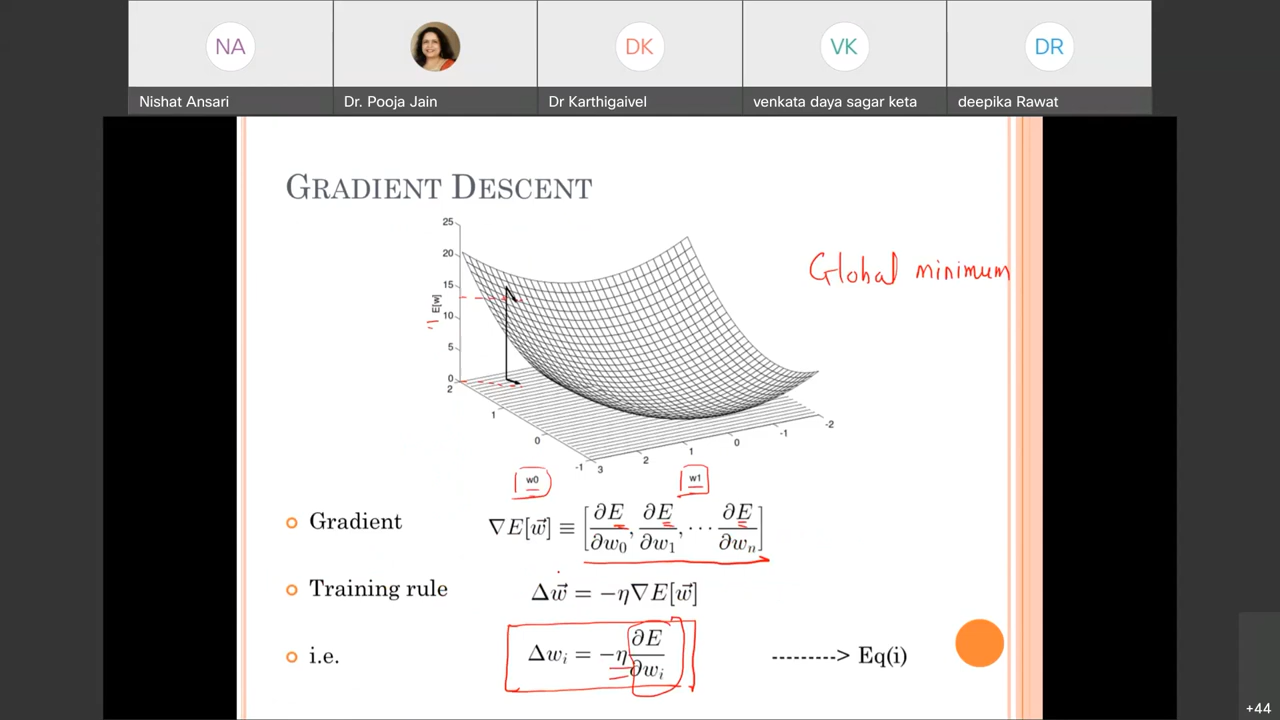 NA
DK
VK
DR
Nishat Ansari
Dr. Pooja Jain
Dr Karthigaivel
venkata daya sagar keta
deepika Rawat
GRADIENT DESCENT
Global minimum
25
20
15
10
5
0
E[w]
2
1
0
-1
3
2
1
0
-1
-2
w0
w1
Gradient ∇E[w⃗] ≡ [∂E/∂w₀, ∂E/∂w₁, ⋯ ∂E/∂wₙ]
Training rule Δw⃗ = −η∇E[w⃗]
i.e. Δwᵢ = −η ∂E/∂wᵢ ---------> Eq(i)
+44